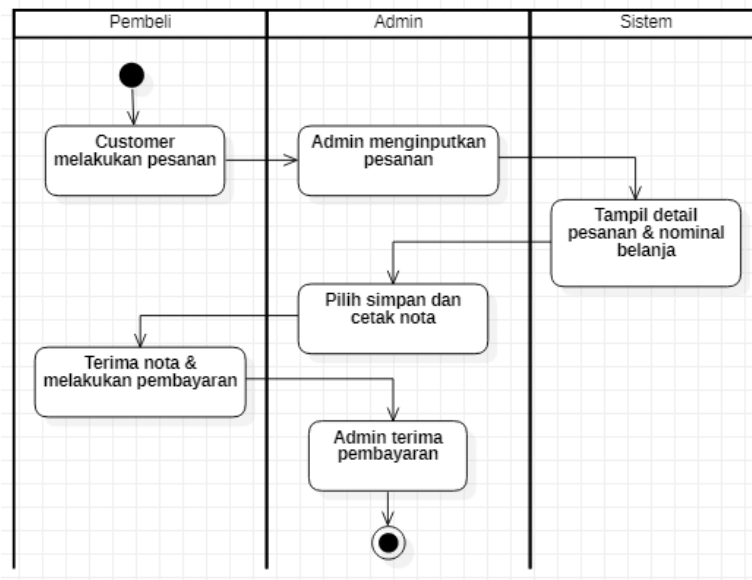 Pembeli
Admin
Sistem
Customer
melakukan pesanan
Admin menginputkan
pesanan
Tampil detail
pesanan & nominal
belanja
Pilih simpan dan
cetak nota
Terima nota &
melakukan pembayaran
Admin terima
pembayaran